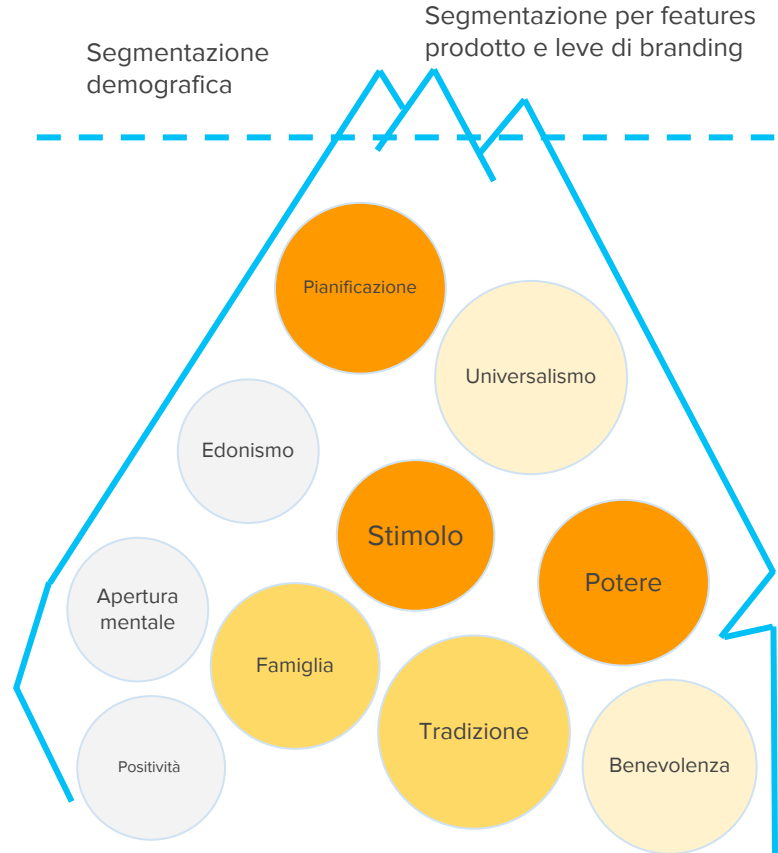 Segmentazione
demografica
Segmentazione per features
prodotto e leve di branding
Pianificazione
Universalismo
Edonismo
Stimolo
Potere
Apertura
mentale
Famiglia
Tradizione
Positività
Benevolenza